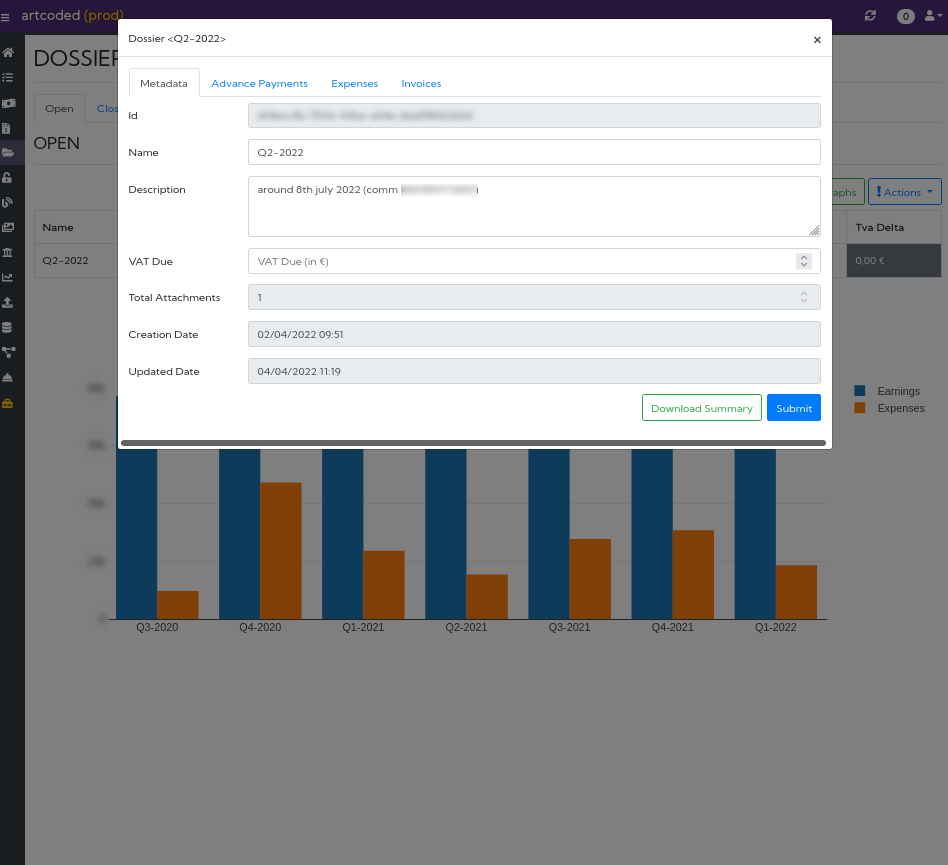 artcoded (prod)
0
DOSSIER
Dossier <Q2-2022>
×
Metadata
Advance Payments
Expenses
Invoices
Open
Clos
Id
OPEN
Name
Q2-2022
Description
around 8th july 2022 (comm
aphs
Actions
Name
Tva Delta
VAT Due
VAT Due (in €)
Q2-2022
0,00 €
Total Attachments
1
Creation Date
02/04/2022 09:51
Updated Date
04/04/2022 11:19
Download Summary
Submit
Earnings
Expenses
Q3-2020
Q4-2020
Q1-2021
Q2-2021
Q3-2021
Q4-2021
Q1-2022